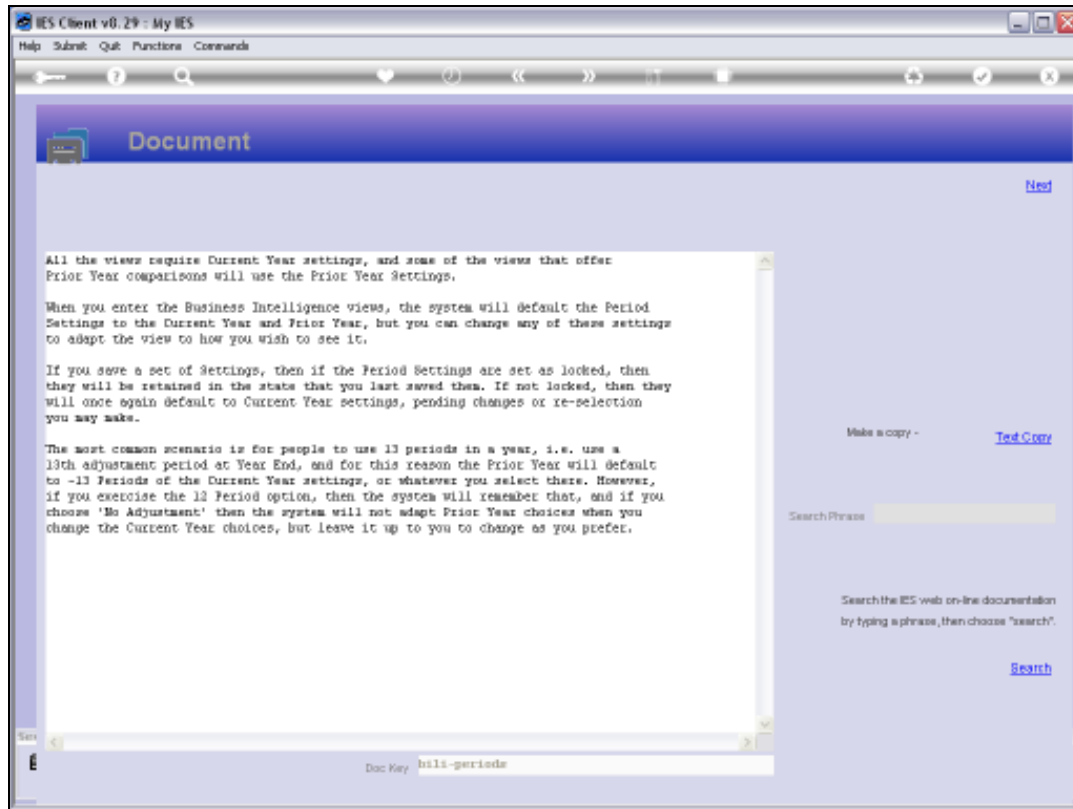 IES Client v8.29 : My IES
Help Submit Quit Functions Commands
Document
Next
All the views require Current Year settings, and some of the views that offer
Prior Year comparisons will use the Prior Year Settings.
When you enter the Business Intelligence views, the system will default the Period
Settings to the Current Year and Prior Year, but you can change any of these settings
to adapt the view to how you wish to see it.
If you save a set of Settings, then if the Period Settings are set as locked, then
they will be retained in the state that you last saved them. If not locked, then they
will once again default to Current Year settings, pending changes or re-selection
you may make.
The most common scenario is for people to use 13 periods in a year, i.e. use a
13th adjustment period at Year End, and for this reason the Prior Year will default
to -13 Periods of the Current Year settings, or whatever you select there. However,
if you exercise the 12 Period option, then the system will remember that, and if you
choose 'No Adjustment' then the system will not adapt Prior Year choices when you
change the Current Year choices, but leave it up to you to change as you prefer.
Make a copy -
Text Copy
Search Phrase
Search the IES web on-line documentation
by typing a phrase, then choose "search".
Search
Doc Key bili-periods